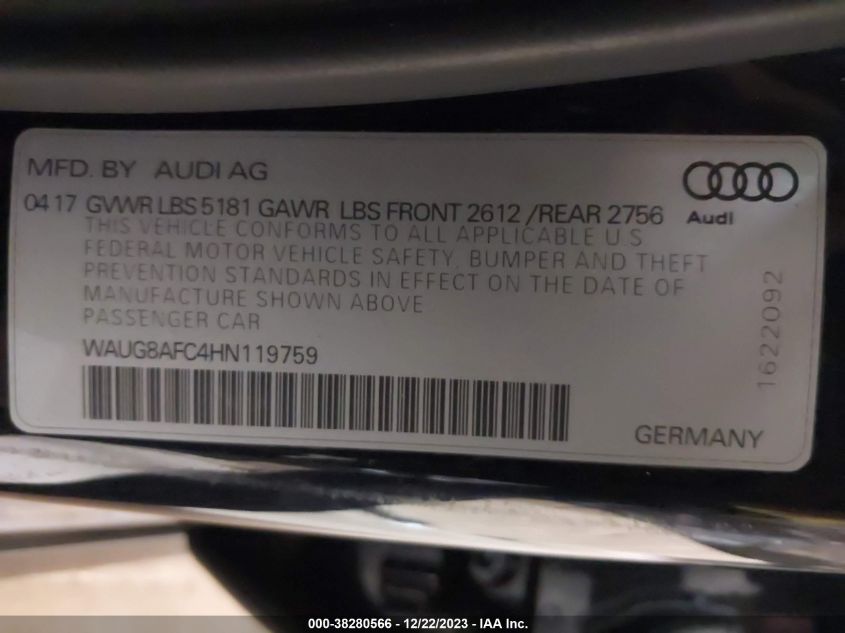 MFD. BY AUDI AG
04 17 GVWR LBS 5181 GAWR LBS FRONT 2612 /REAR 2756
Audi
THIS VEHICLE CONFORMS TO ALL APPLICABLE U.S
FEDERAL MOTOR VEHICLE SAFETY, BUMPER AND THEFT
PREVENTION STANDARDS IN EFFECT ON THE DATE OF
MANUFACTURE SHOWN ABOVE
PASSENGER CAR
WAUG8AFC4HN119759
1622092
GERMANY
000-38280566 - 12/22/2023 - IAA Inc.